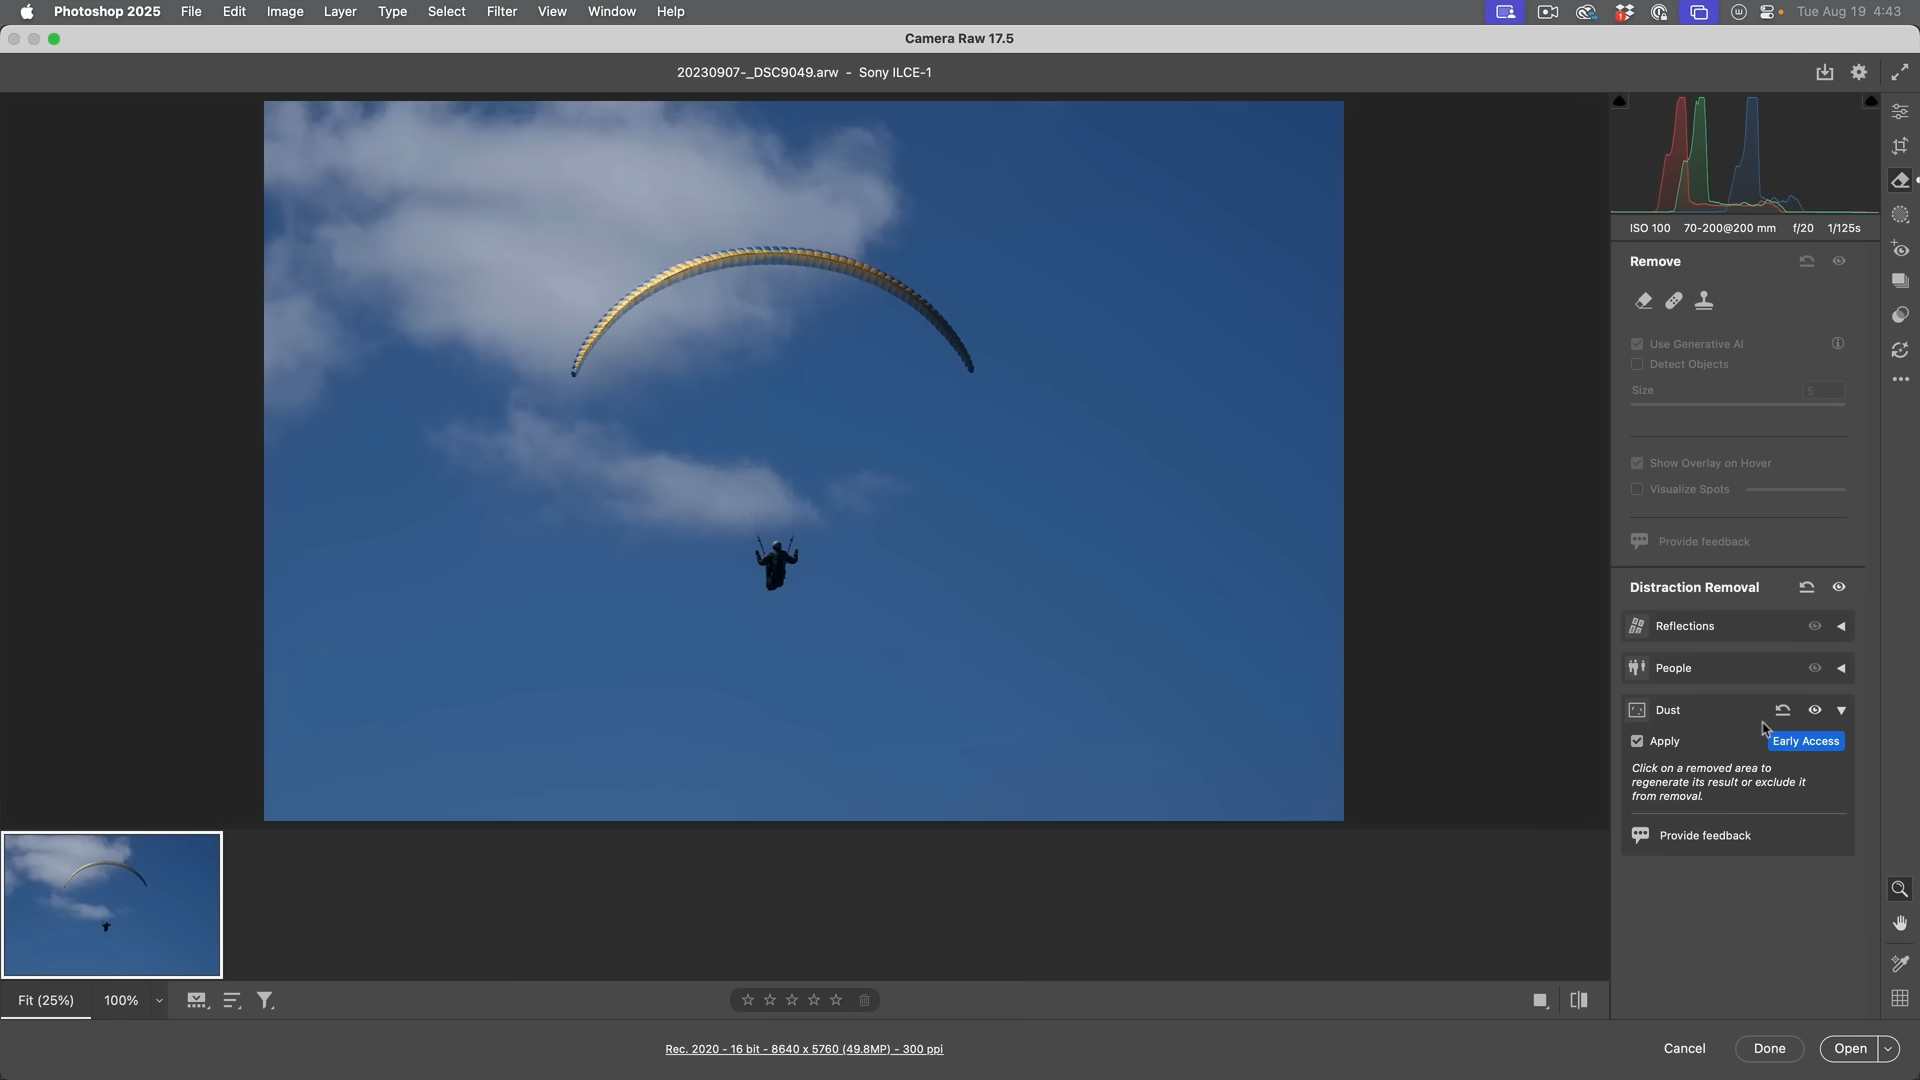 Photoshop 2025 File Edit Image Layer Type Select Filter View Window Help
1
Tue Aug 19 4:43
Camera Raw 17.5
20230907-_DSC9049.arw - Sony ILCE-1
ISO 100 70-200@200 mm f/20 1/125s
Remove
Use Generative AI
Detect Objects
Size 5
Show Overlay on Hover
Visualize Spots
Provide feedback
Distraction Removal
Reflections
People
Dust
Apply Early Access
Click on a removed area to
regenerate its result or exclude it
from removal.
Provide feedback
Fit (25%) 100%
Rec. 2020 - 16 bit - 8640 x 5760 (49.8MP) - 300 ppi
Cancel Done Open